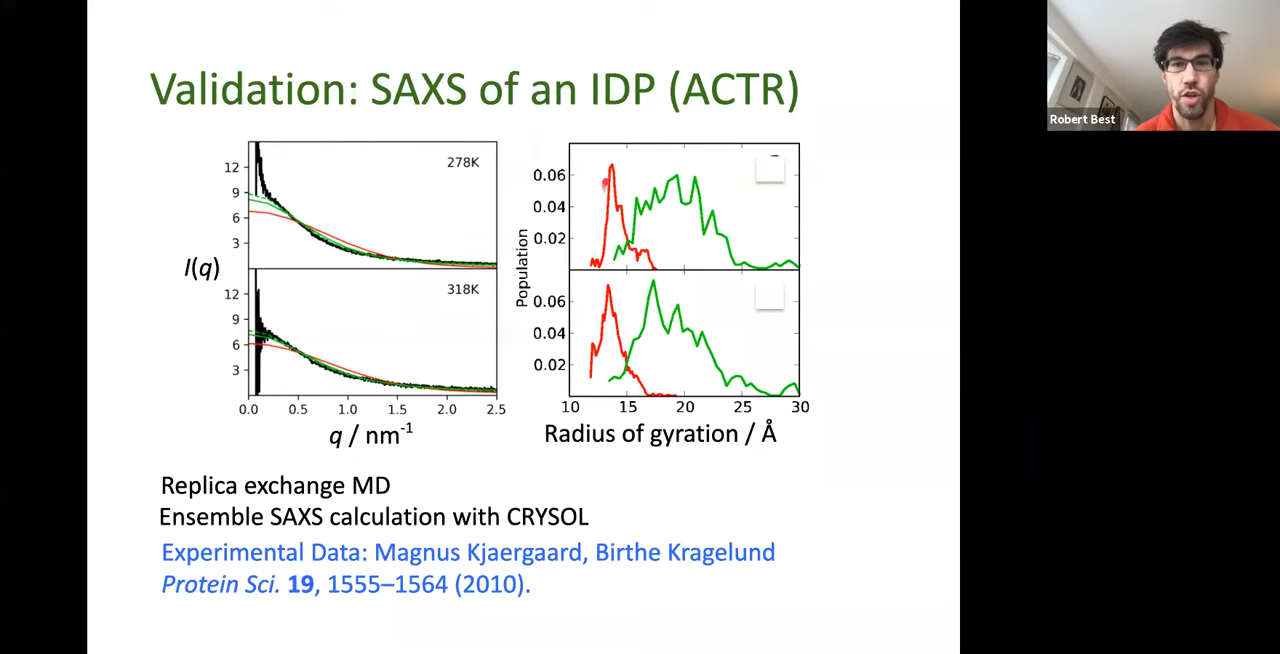 Validation: SAXS of an IDP (ACTR)
Robert Best
278K
12
9
6
3
I(q)
318K
12
9
6
3
0.0 0.5 1.0 1.5 2.0 2.5
q / nm⁻¹
Population
0.06
0.04
0.02
0.06
0.04
0.02
10 15 20 25 30
Radius of gyration / Å
Replica exchange MD
Ensemble SAXS calculation with CRYSOL
Experimental Data: Magnus Kjaergaard, Birthe Kragelund
Protein Sci. 19, 1555–1564 (2010).